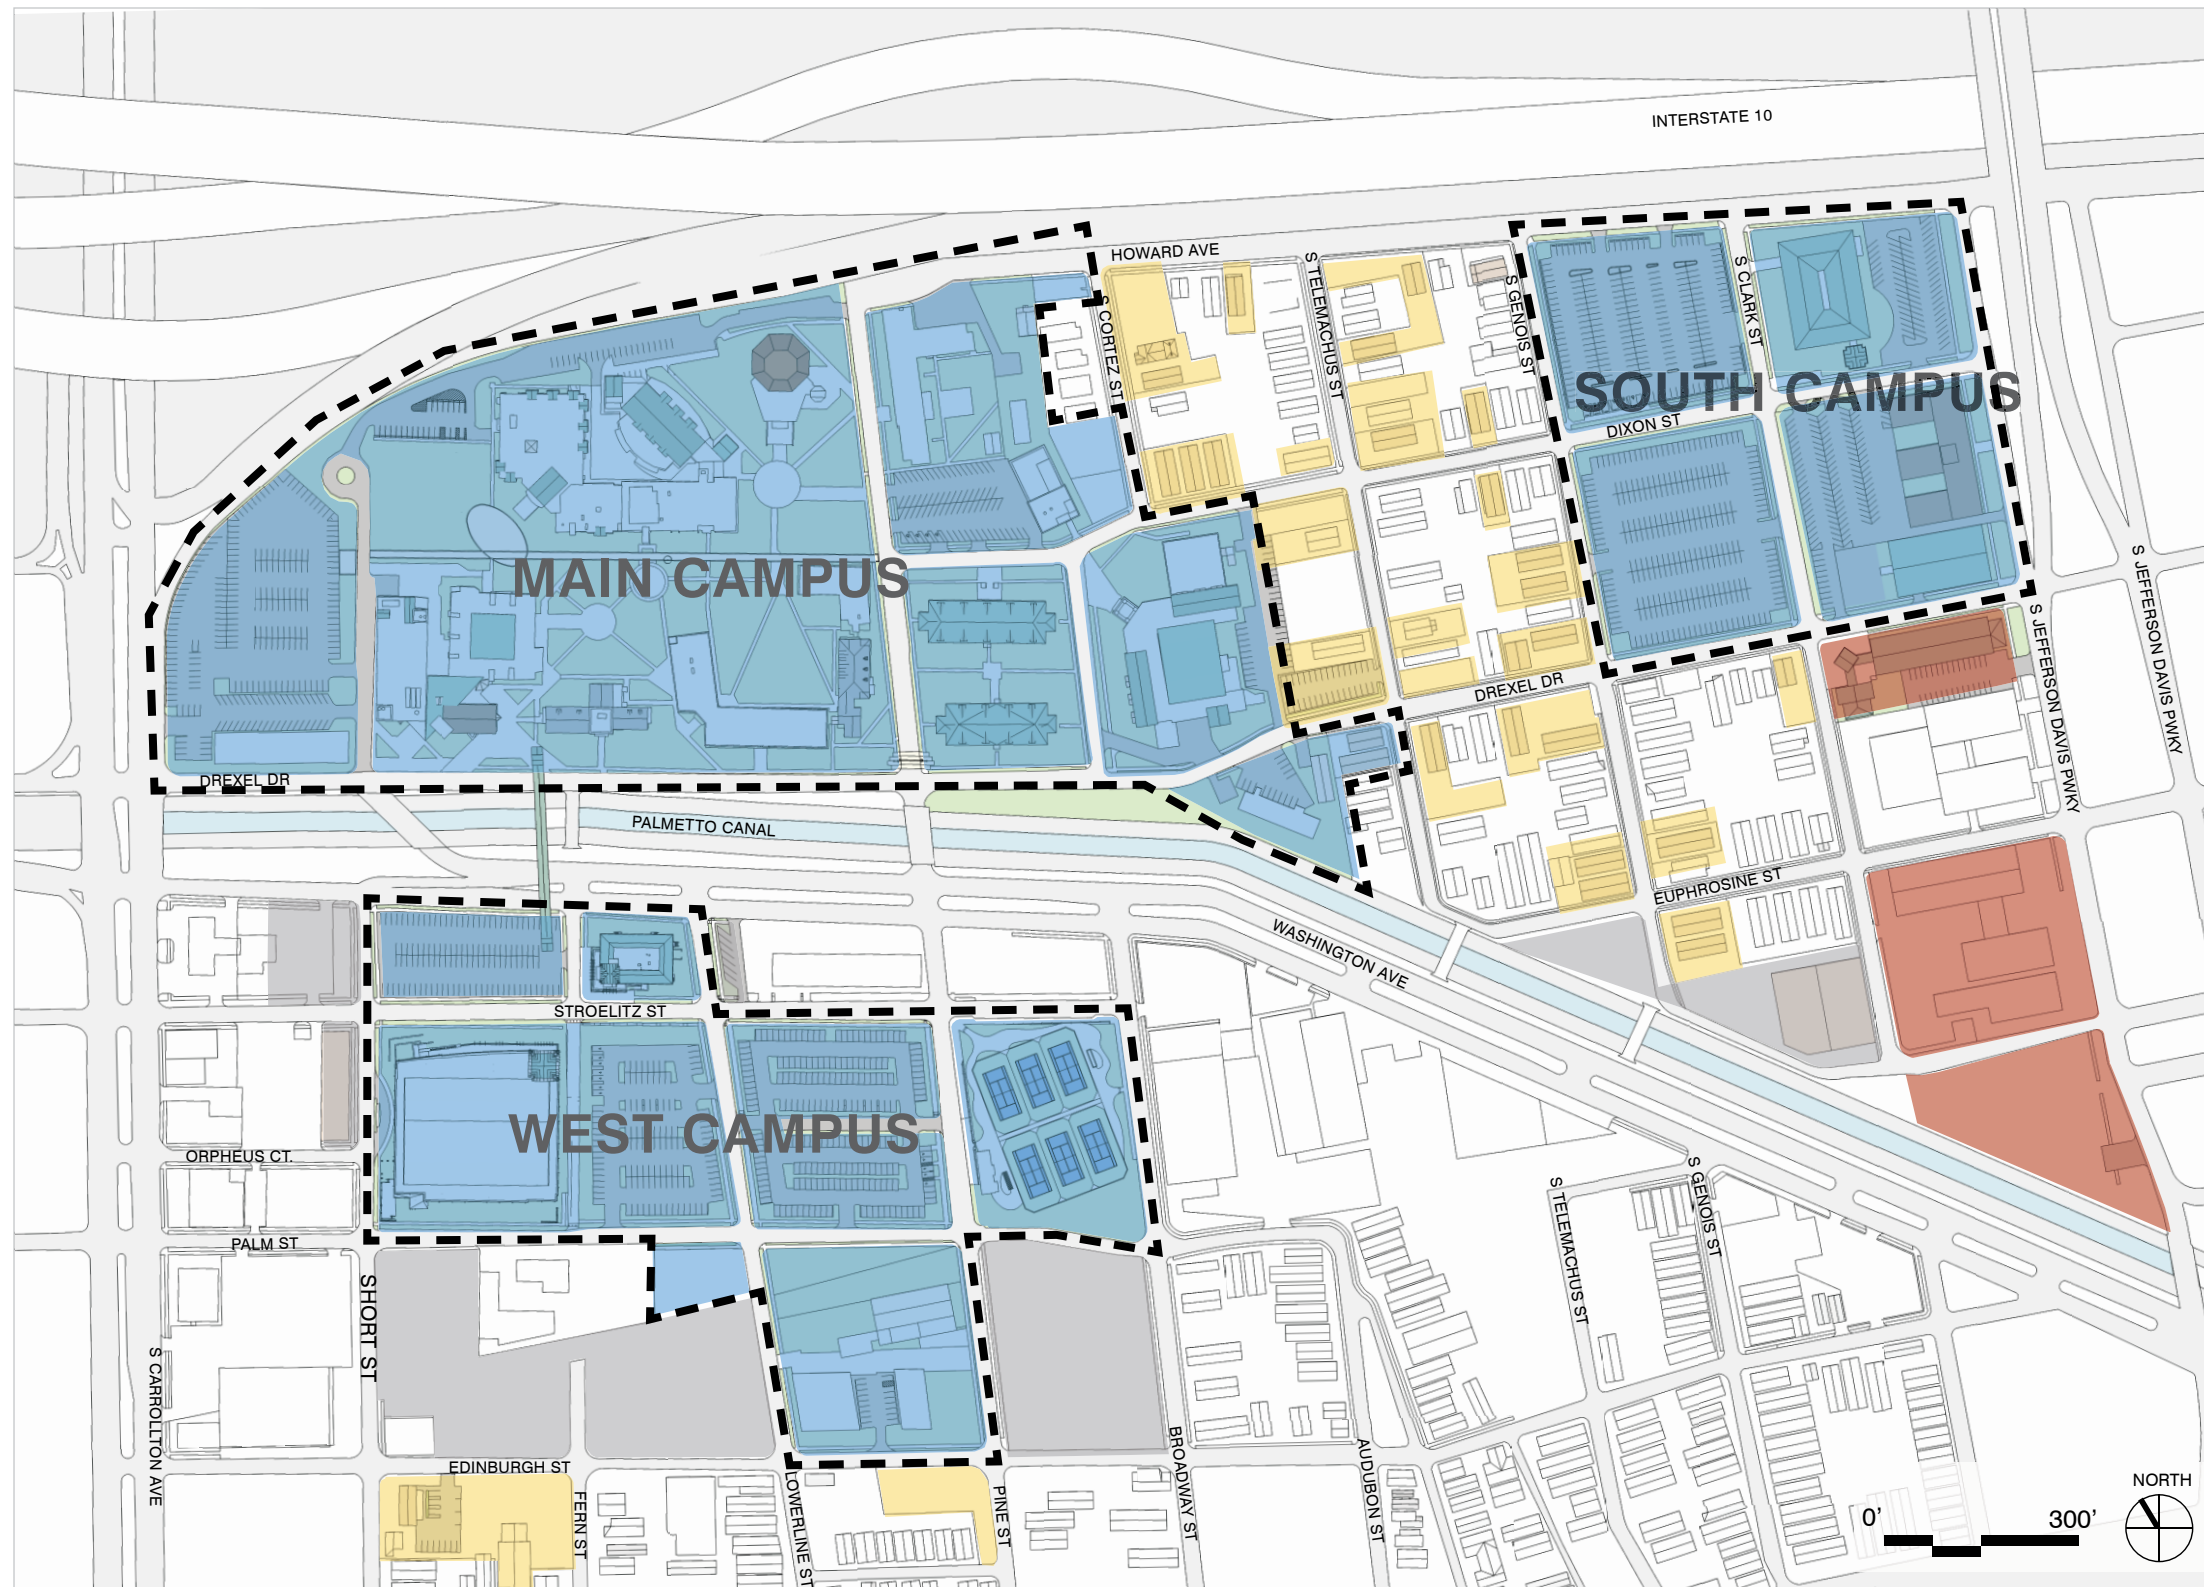 INTERSTATE 10
HOWARD AVE
S CORTEZ ST
S TELEMACHUS ST
S GENOIS ST
S CLARK ST
SOUTH CAMPUS
DIXON ST
MAIN CAMPUS
S JEFFERSON DAVIS PWKY
S JEFFERSON DAVIS PWKY
DREXEL DR
DREXEL DR
PALMETTO CANAL
EUPHROSINE ST
WASHINGTON AVE
STROELITZ ST
WEST CAMPUS
ORPHEUS CT.
PALM ST
SHORT ST
S CARROLLTON AVE
S TELEMACHUS ST
S GENOIS ST
EDINBURGH ST
FERN ST
LOWERLINE ST
PINE ST
BROADWAY ST
AUDUBON ST
NORTH
0’
300’